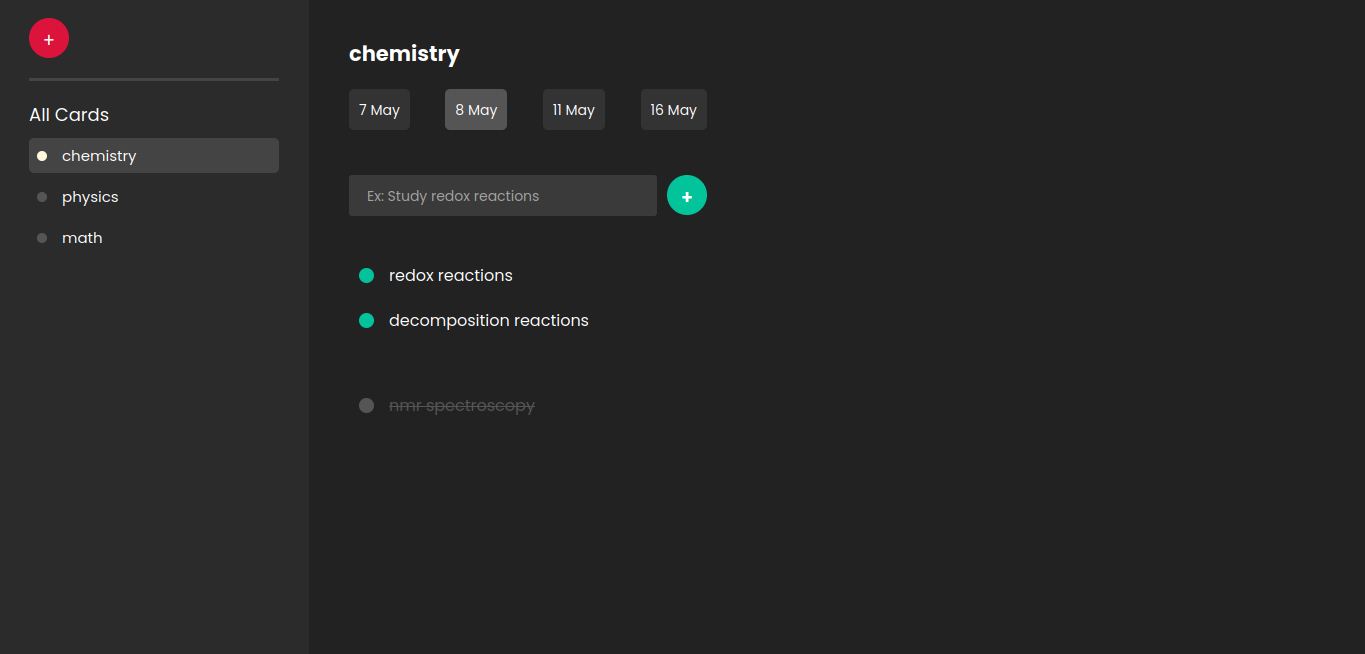 +
All Cards
chemistry
physics
math
chemistry
7 May 8 May 11 May 16 May
Ex: Study redox reactions +
redox reactions
decomposition reactions
nmr spectroscopy